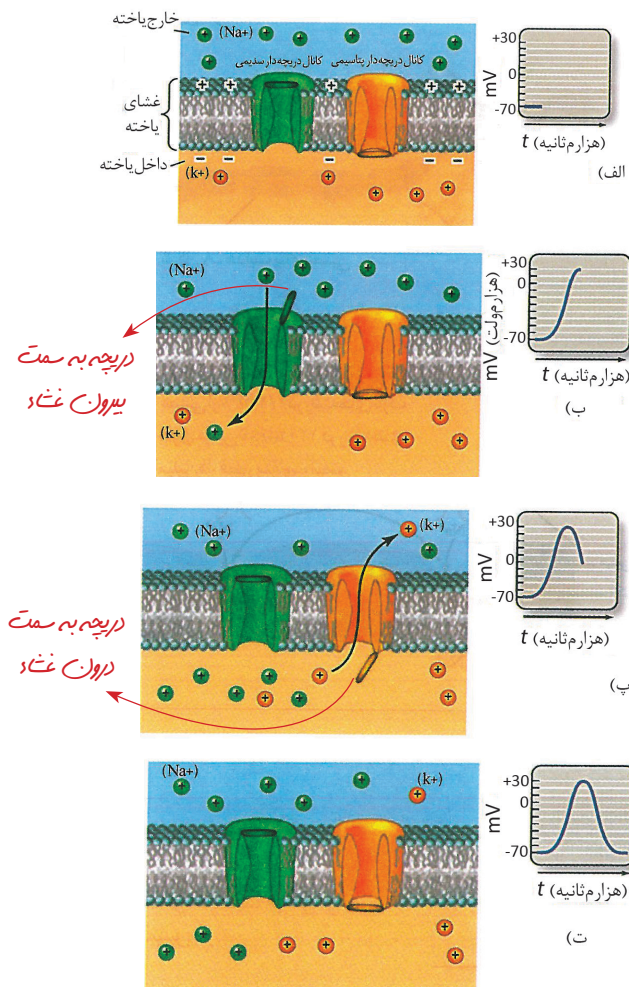 خارج یاخته
(Na+)
کانال دریچه‌دار سدیمی
کانال دریچه‌دار پتاسیمی
غشای
یاخته
داخل یاخته
(k+)
+30
0
-70
mV
t (هزارم ثانیه)
الف)
(Na+)
دریچه به سمت
بیرون غشاء
(k+)
+30
0
-70
mV (هزارم ولت)
t (هزارم ثانیه)
ب)
(Na+)
(k+)
دریچه به سمت
درون غشاء
+30
0
-70
mV
t (هزارم ثانیه)
پ)
(Na+)
(k+)
+30
0
-70
mV
t (هزارم ثانیه)
ت)